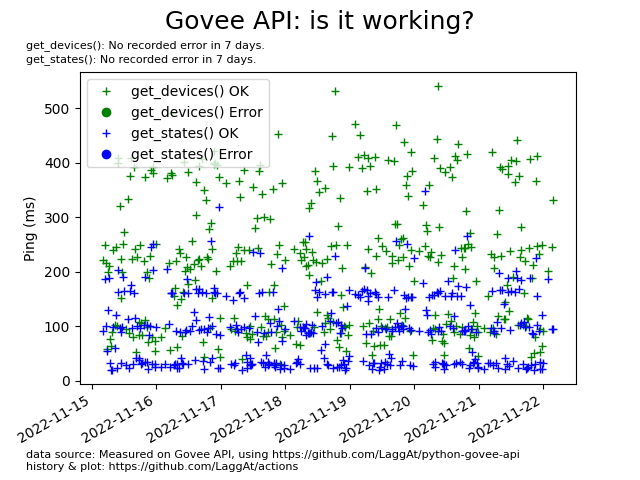 Govee API: is it working?
get_devices(): No recorded error in 7 days.
get_states(): No recorded error in 7 days.
get_devices() OK
get_devices() Error
get_states() OK
get_states() Error
Ping (ms)
500
400
300
200
100
0
2022-11-15
2022-11-16
2022-11-17
2022-11-18
2022-11-19
2022-11-20
2022-11-21
2022-11-22
data source: Measured on Govee API, using https://github.com/LaggAt/python-govee-api
history & plot: https://github.com/LaggAt/actions